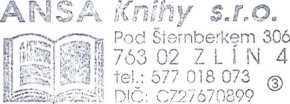 ANSA Knihy s.r.o.
Pod Šternberkem 306
763 02 ZLÍN 4
tel.: 577 018 073
DIČ: CZ27670899
3